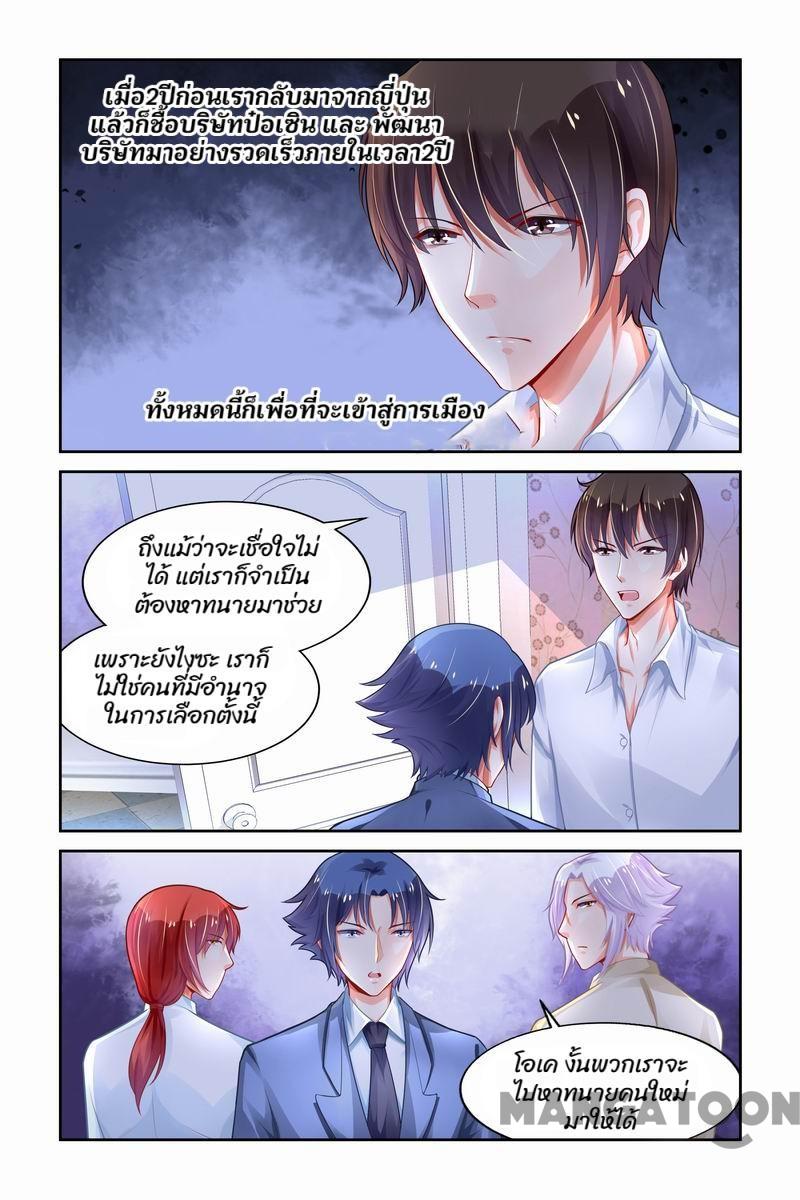 เมื่อ2ปีก่อนเรากลับมาจากญี่ปุ่น
แล้วก็ซื้อบริษัทป๋อเซิน และ พัฒนา
บริษัทมาอย่างรวดเร็วภายในเวลา2ปี
ทั้งหมดนี้ก็เพื่อที่จะเข้าสู่การเมือง
ถึงแม้ว่าจะเชื่อใจไม่
ได้ แต่เราก็จำเป็น
ต้องหาทนายมาช่วย
เพราะยังไงซะ เราก็
ไม่ใช่คนที่มีอำนาจ
ในการเลือกตั้งนี้
โอเค งั้นพวกเราจะ
ไปหาทนายคนใหม่
มาให้ได้
MANGATOON